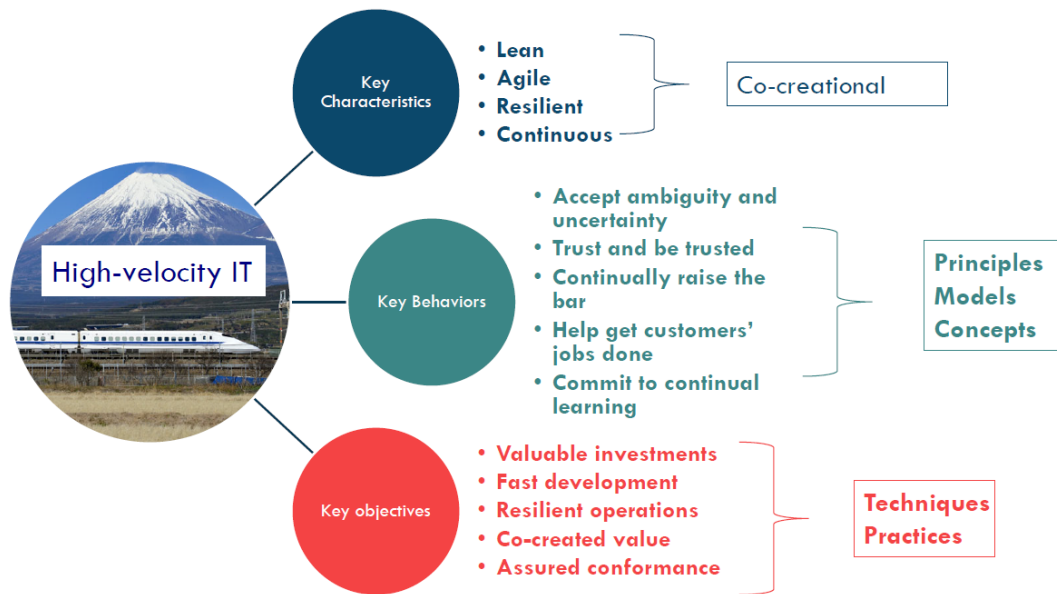 High-velocity IT
Key
Characteristics
• Lean
• Agile
• Resilient
• Continuous
Co-creational
Key Behaviors
• Accept ambiguity and
uncertainty
• Trust and be trusted
• Continually raise the
bar
• Help get customers’
jobs done
• Commit to continual
learning
Principles
Models
Concepts
Key objectives
• Valuable investments
• Fast development
• Resilient operations
• Co-created value
• Assured conformance
Techniques
Practices